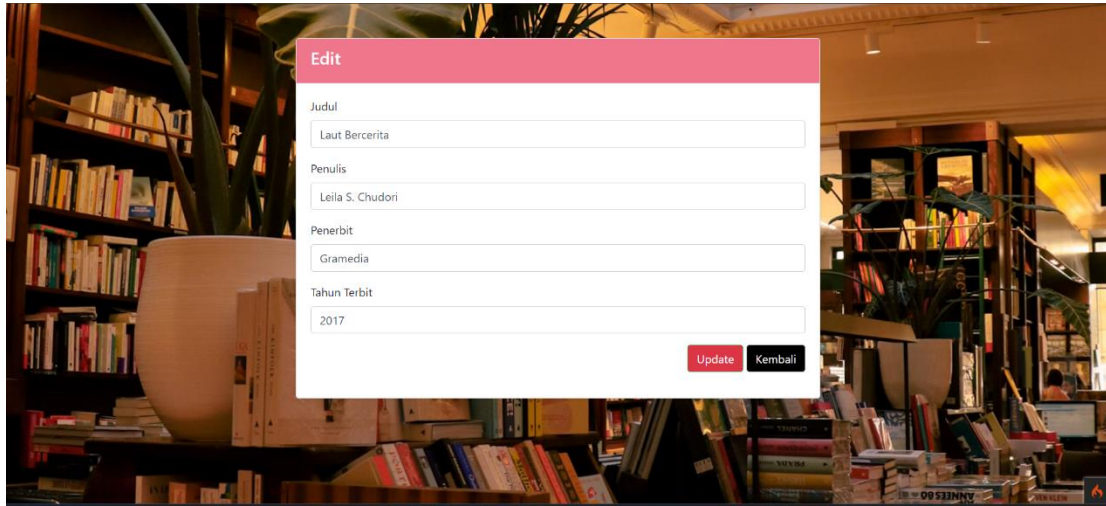 Edit
Judul
Laut Bercerita
Penulis
Leila S. Chudori
Penerbit
Gramedia
Tahun Terbit
2017
Update
Kembali